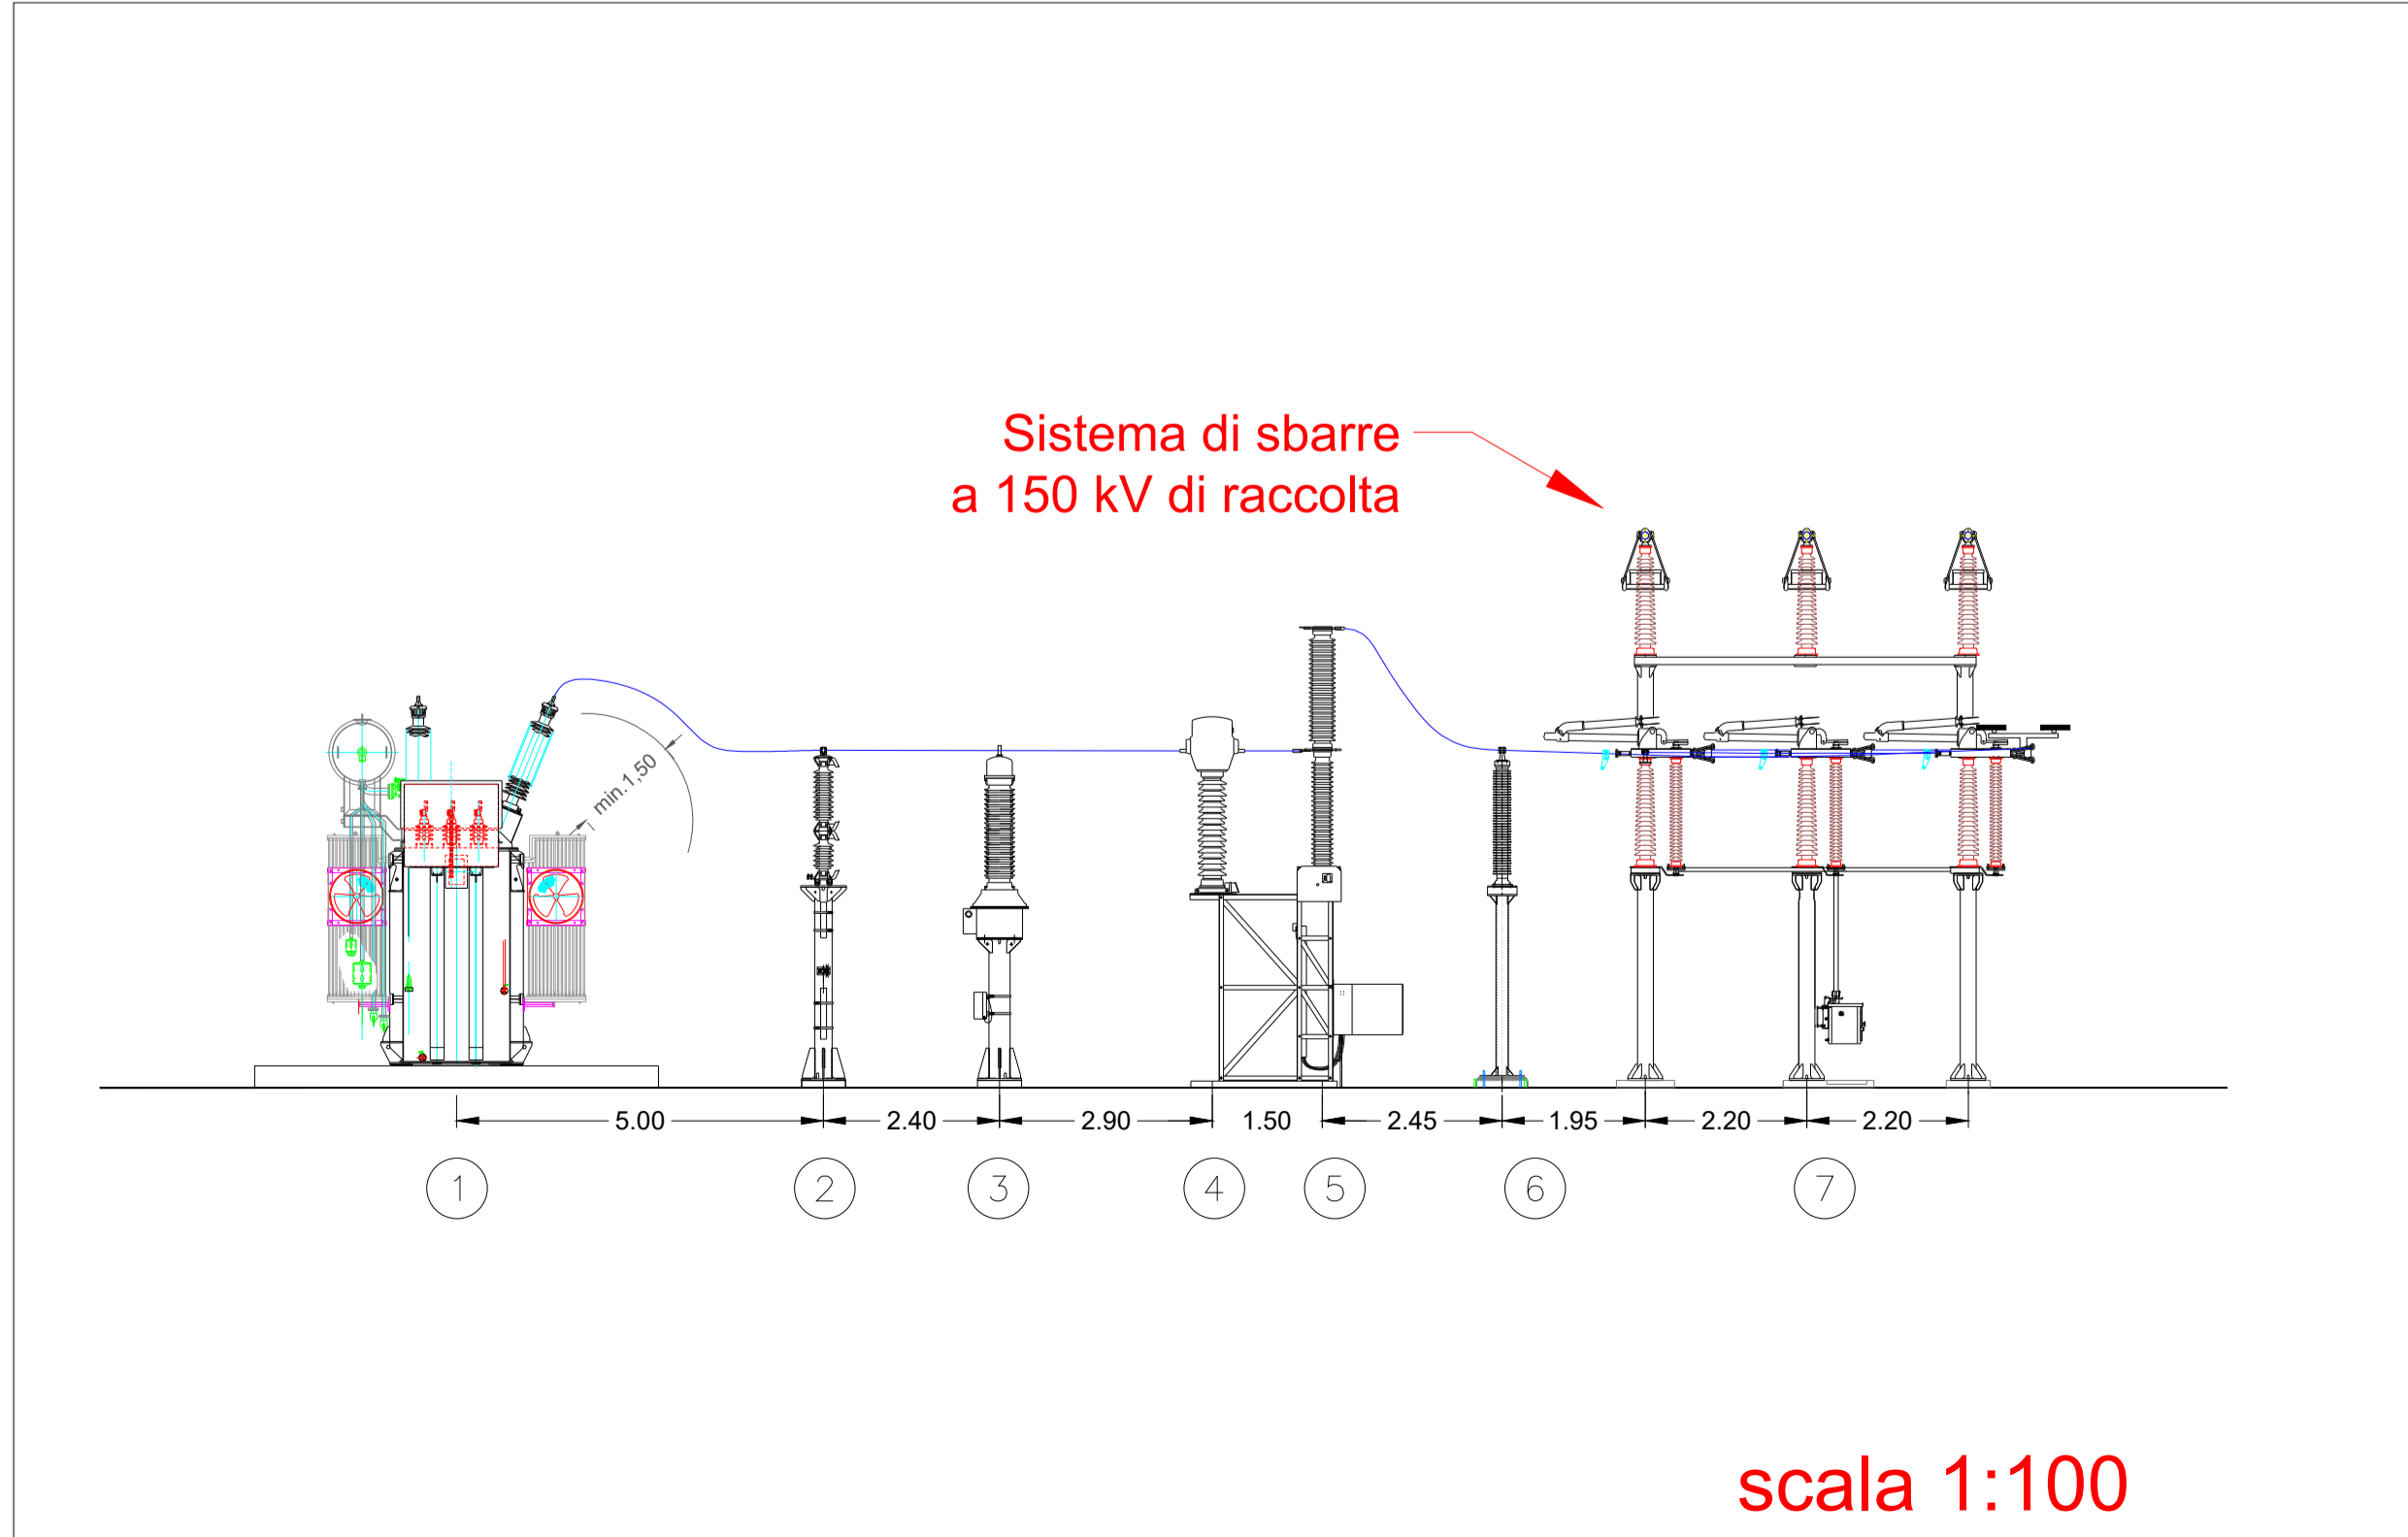 Sistema di sbarre
a 150 kV di raccolta
min.1,50
5.00 2.40 2.90 1.50 2.45 1.95 2.20 2.20
1 2 3 4 5 6 7
scala 1:100